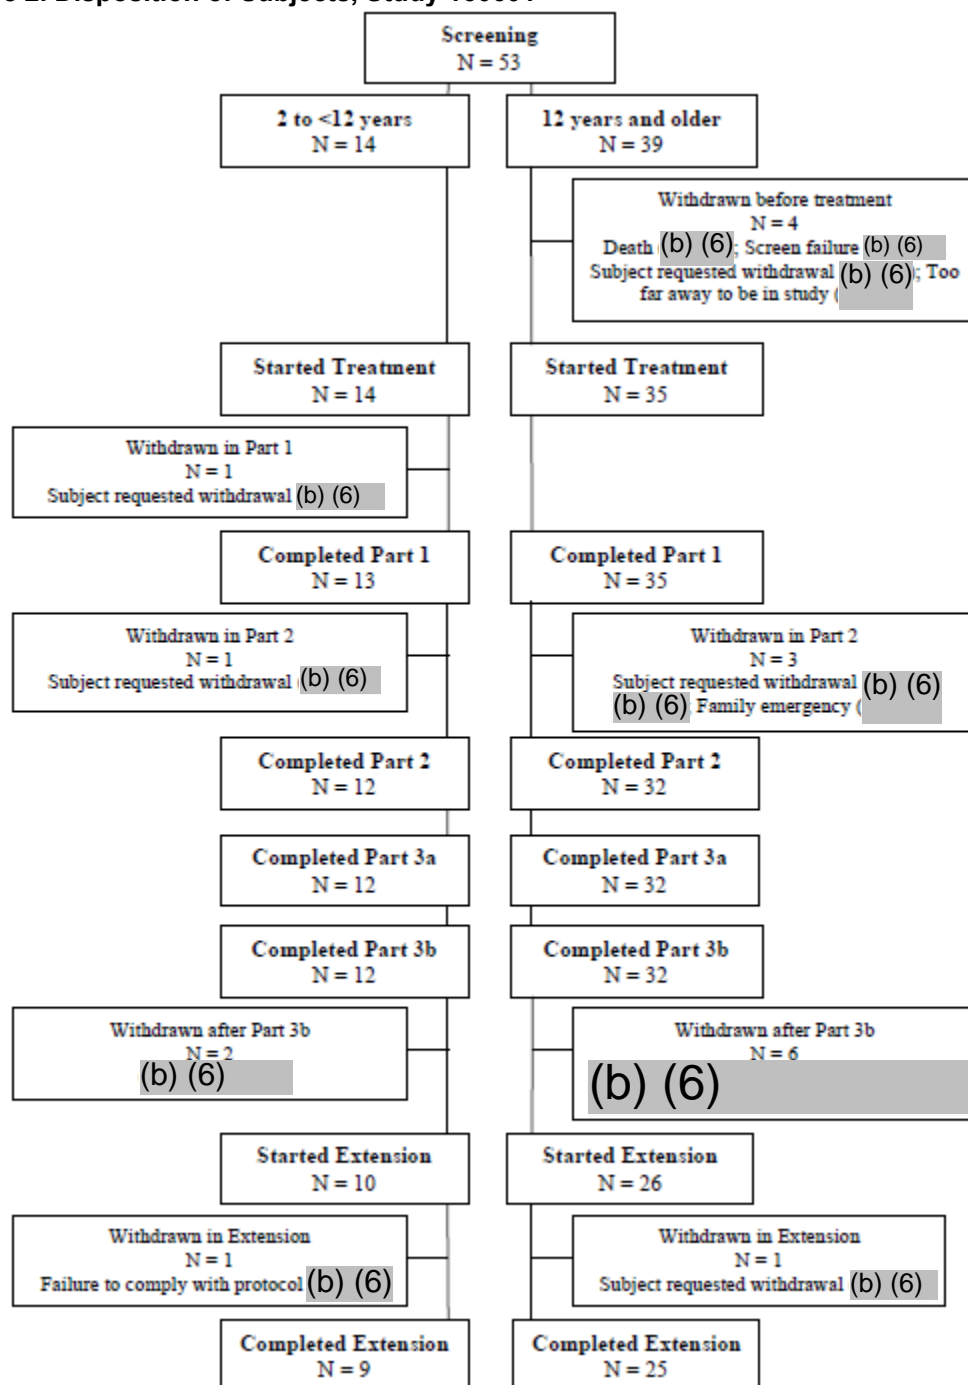 Screening
N = 53
2 to <12 years
N = 14
12 years and older
N = 39
Withdrawn before treatment
N = 4
Death (b) (6); Screen failure (b) (6)
Subject requested withdrawal (b) (6); Too
far away to be in study (
Started Treatment
N = 14
Started Treatment
N = 35
Withdrawn in Part 1
N = 1
Subject requested withdrawal (b) (6)
Completed Part 1
N = 13
Completed Part 1
N = 35
Withdrawn in Part 2
N = 1
Subject requested withdrawal (b) (6)
Withdrawn in Part 2
N = 3
Subject requested withdrawal (b) (6)
(b) (6) Family emergency (
Completed Part 2
N = 12
Completed Part 2
N = 32
Completed Part 3a
N = 12
Completed Part 3a
N = 32
Completed Part 3b
N = 12
Completed Part 3b
N = 32
Withdrawn after Part 3b
N = 2
(b) (6)
Withdrawn after Part 3b
N = 6
(b) (6)
Started Extension
N = 10
Started Extension
N = 26
Withdrawn in Extension
N = 1
Failure to comply with protocol (b) (6)
Withdrawn in Extension
N = 1
Subject requested withdrawal (b) (6)
Completed Extension
N = 9
Completed Extension
N = 25